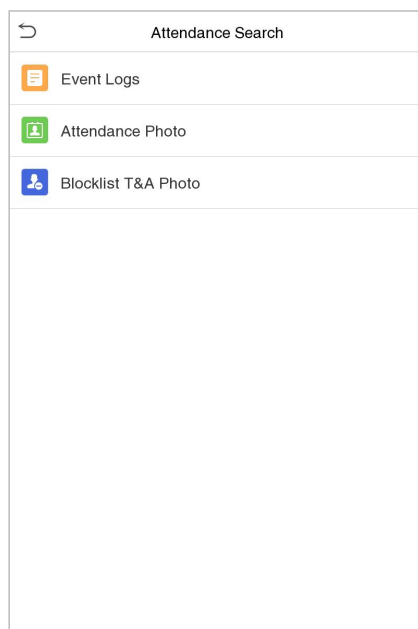 Attendance Search
Event Logs
Attendance Photo
Blocklist T&A Photo